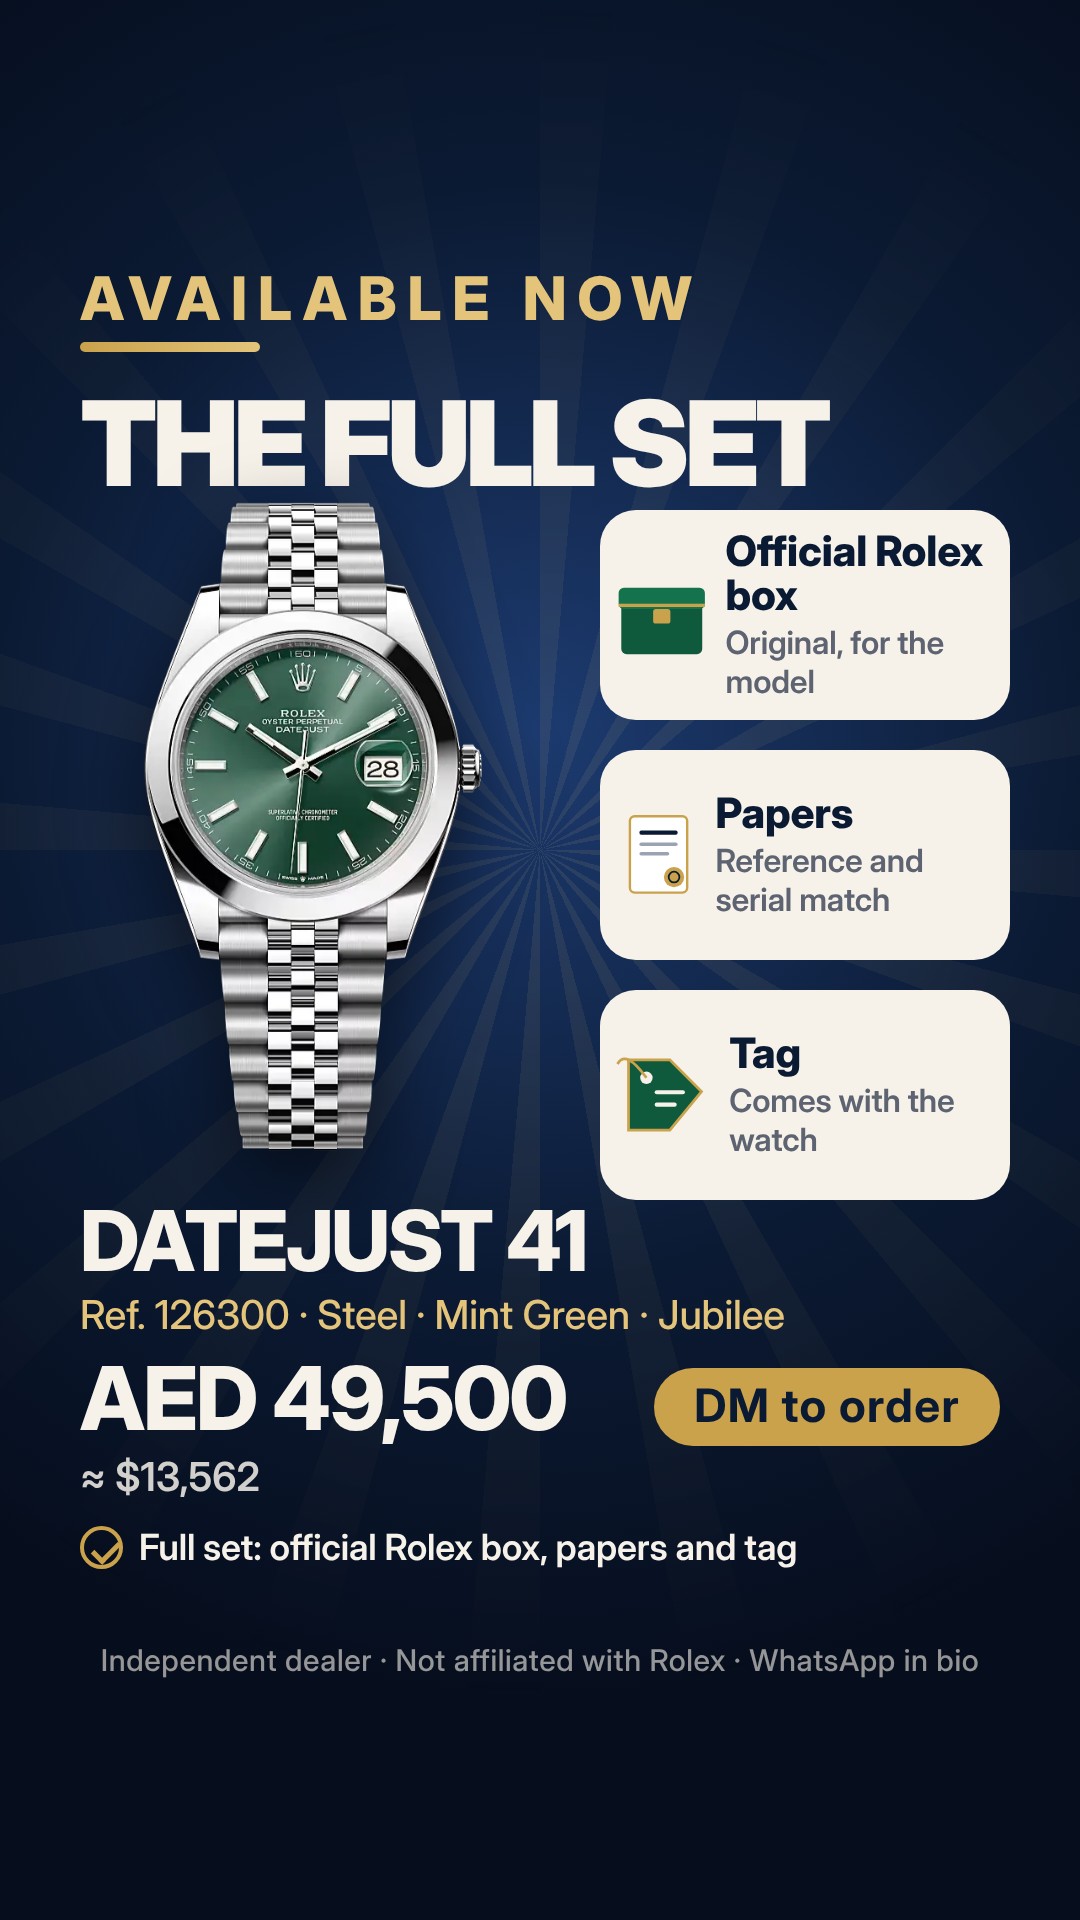 AVAILABLE NOW
THE FULL SET
Official Rolex
box
Original, for the
model
Papers
Reference and
serial match
Tag
Comes with the
watch
ROLEX
OYSTER PERPETUAL
DATEJUST
28
SUPERLATIVE CHRONOMETER
OFFICIALLY CERTIFIED
SWISS MADE
DATEJUST 41
Ref. 126300 · Steel · Mint Green · Jubilee
AED 49,500
DM to order
≈ $13,562
Full set: official Rolex box, papers and tag
Independent dealer · Not affiliated with Rolex · WhatsApp in bio